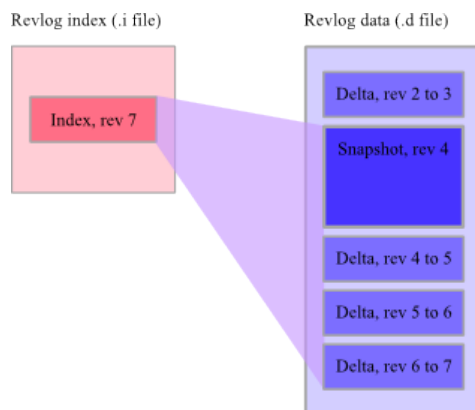 Revlog index (.i file)
Revlog data (.d file)
Index, rev 7
Delta, rev 2 to 3
Snapshot, rev 4
Delta, rev 4 to 5
Delta, rev 5 to 6
Delta, rev 6 to 7